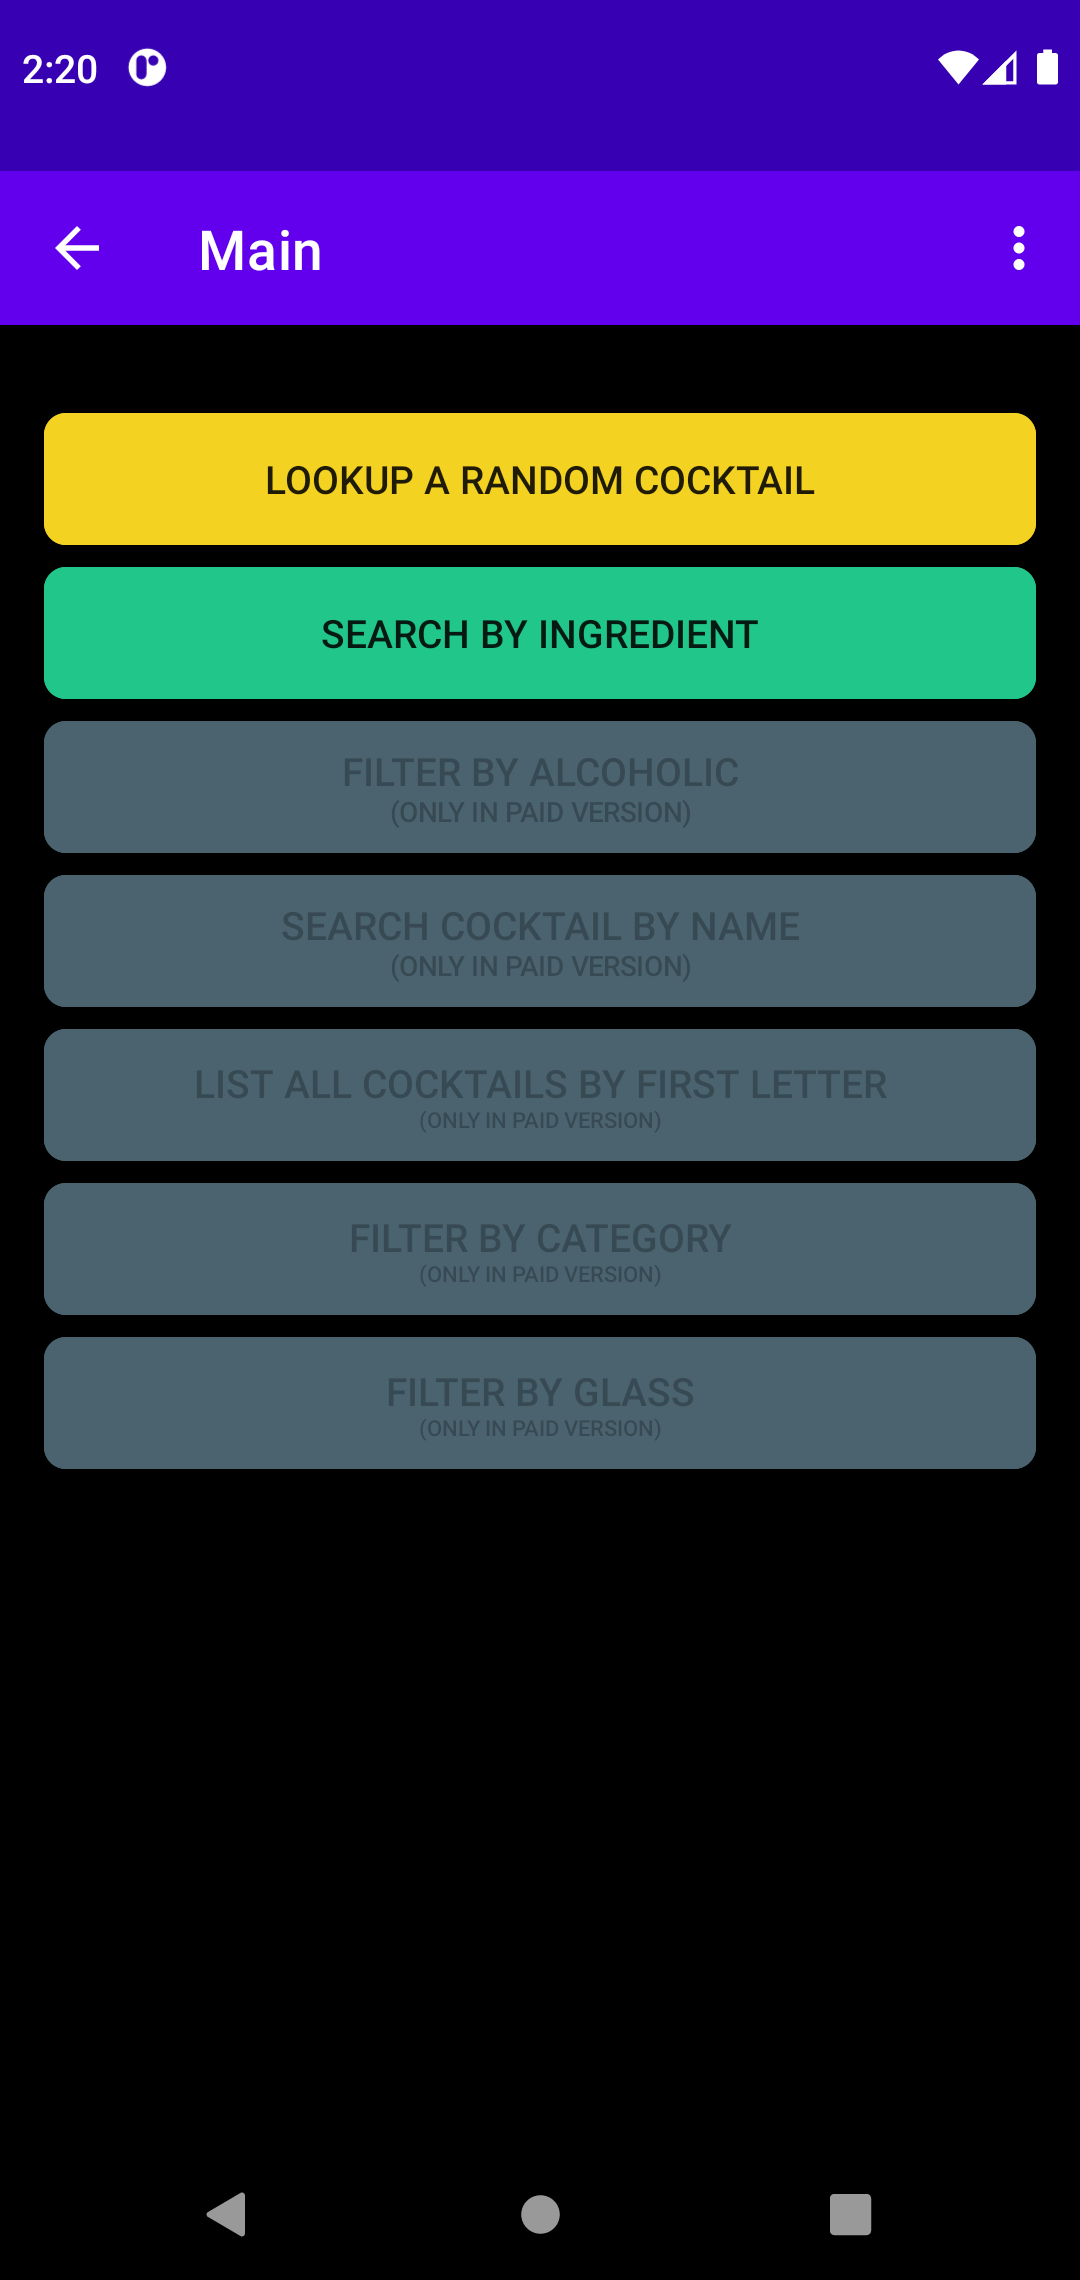 2:20
Main
LOOKUP A RANDOM COCKTAIL
SEARCH BY INGREDIENT
FILTER BY ALCOHOLIC
(ONLY IN PAID VERSION)
SEARCH COCKTAIL BY NAME
(ONLY IN PAID VERSION)
LIST ALL COCKTAILS BY FIRST LETTER
(ONLY IN PAID VERSION)
FILTER BY CATEGORY
(ONLY IN PAID VERSION)
FILTER BY GLASS
(ONLY IN PAID VERSION)